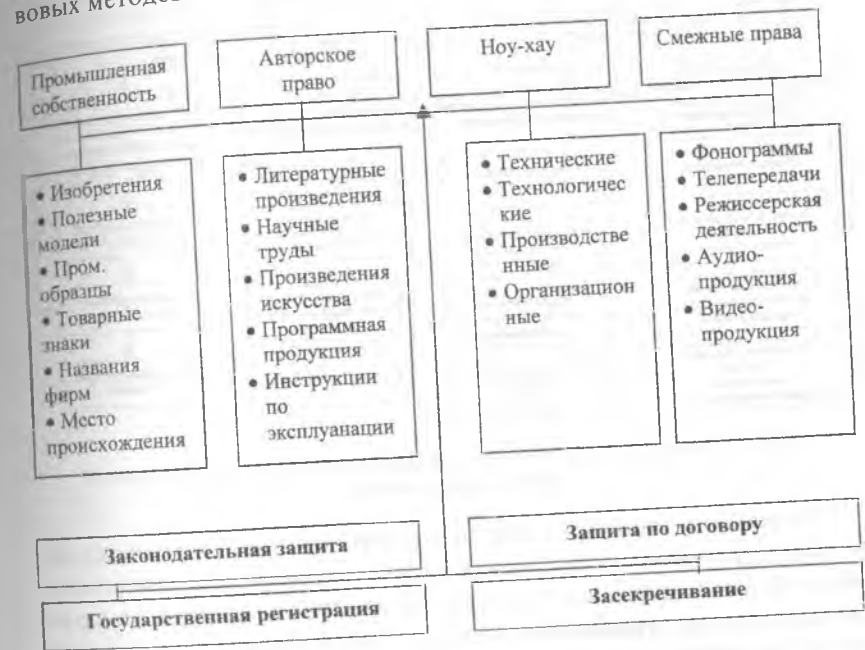 вовых методов
Промышленная
собственность
Авторское
право
Ноу-хау
Смежные права
• Изобретения
• Полезные
модели
• Пром.
образцы
• Товарные
знаки
• Названия
фирм
• Место
происхождения
• Литературные
произведения
• Научные
труды
• Произведения
искусства
• Программная
продукция
• Инструкции
по
эксплуанации
• Технические
• Технологичес
кие
• Производстве
нные
• Организацион
ные
• Фонограммы
• Телепередачи
• Режиссерская
деятельность
• Аудио-
продукция
• Видео-
продукция
Законодательная защита
Защита по договору
Государственная регистрация
Засекречивание